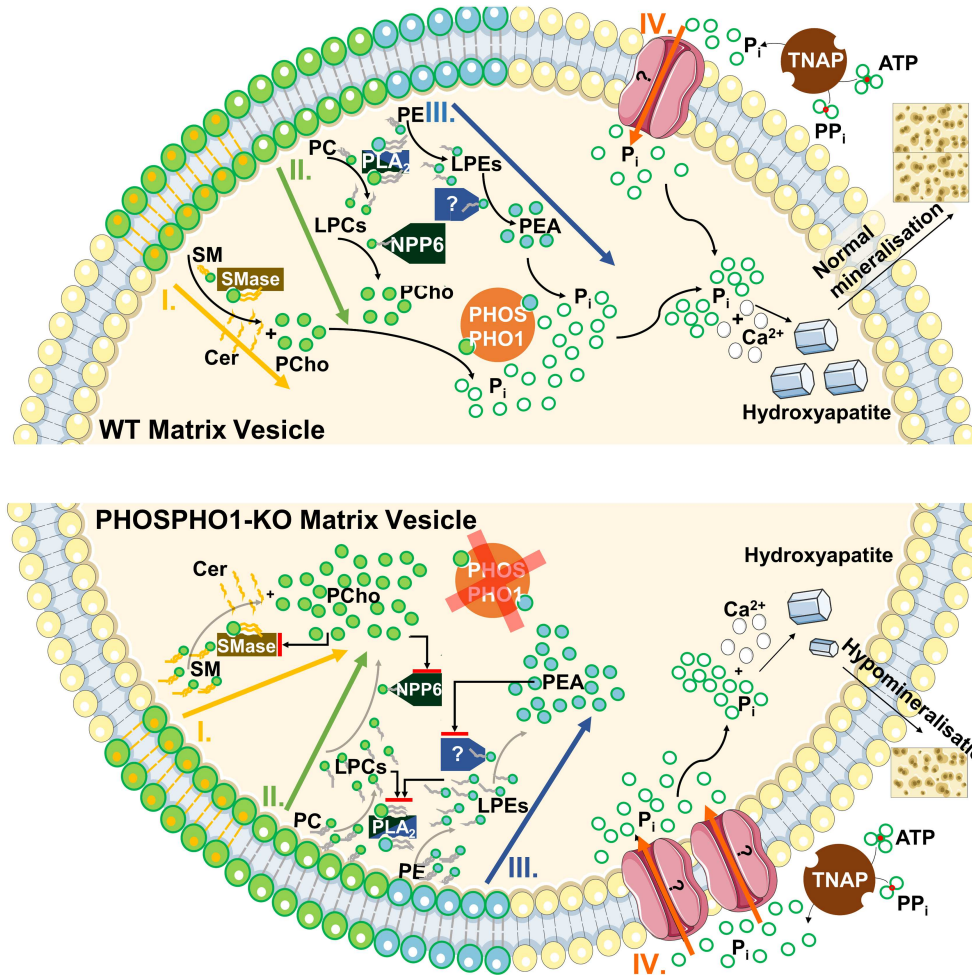 IV.
Pi
TNAP
ATP
PPi
PE
III.
PC
PLA2
LPEs
II.
?
?
LPCs
NPP6
PEA
Pi
SM
SMase
I.
PCho
Cer
+
PCho
PHOS
PHO1
Pi
Pi
Pi
+
Ca2+
Normal
mineralisation
Hydroxyapatite
WT Matrix Vesicle
PHOSPHO1-KO Matrix Vesicle
Cer
+
PCho
PHOS
PHO1
Hydroxyapatite
Ca2+
+
Pi
SMase
SM
NPP6
PEA
Hypomineralisatio
I.
?
LPCs
LPEs
II.
PC
PLA2
PE
III.
Pi
?
?
ATP
TNAP
PPi
Pi
IV.